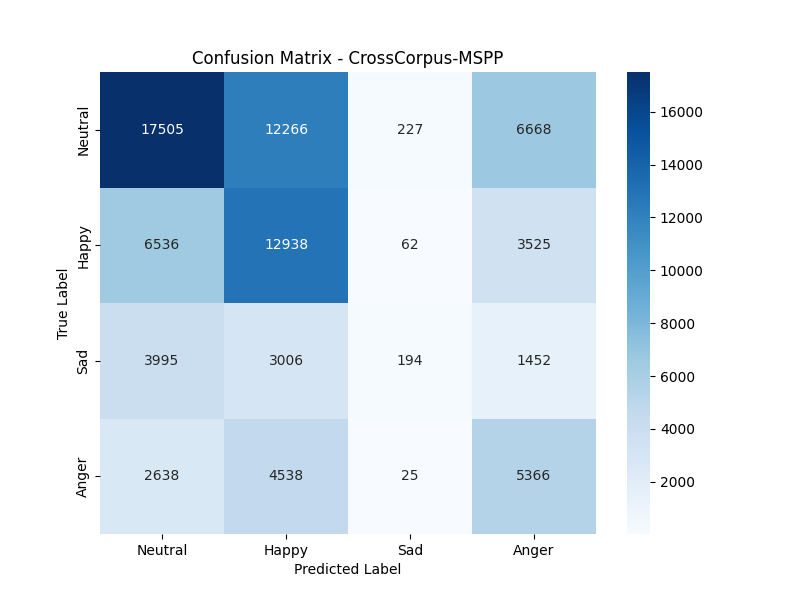 Confusion Matrix - CrossCorpus-MSPP
True Label
Neutral 17505 12266 227 6668
Happy 6536 12938 62 3525
Sad 3995 3006 194 1452
Anger 2638 4538 25 5366
Neutral Happy Sad Anger
Predicted Label
16000
14000
12000
10000
8000
6000
4000
2000